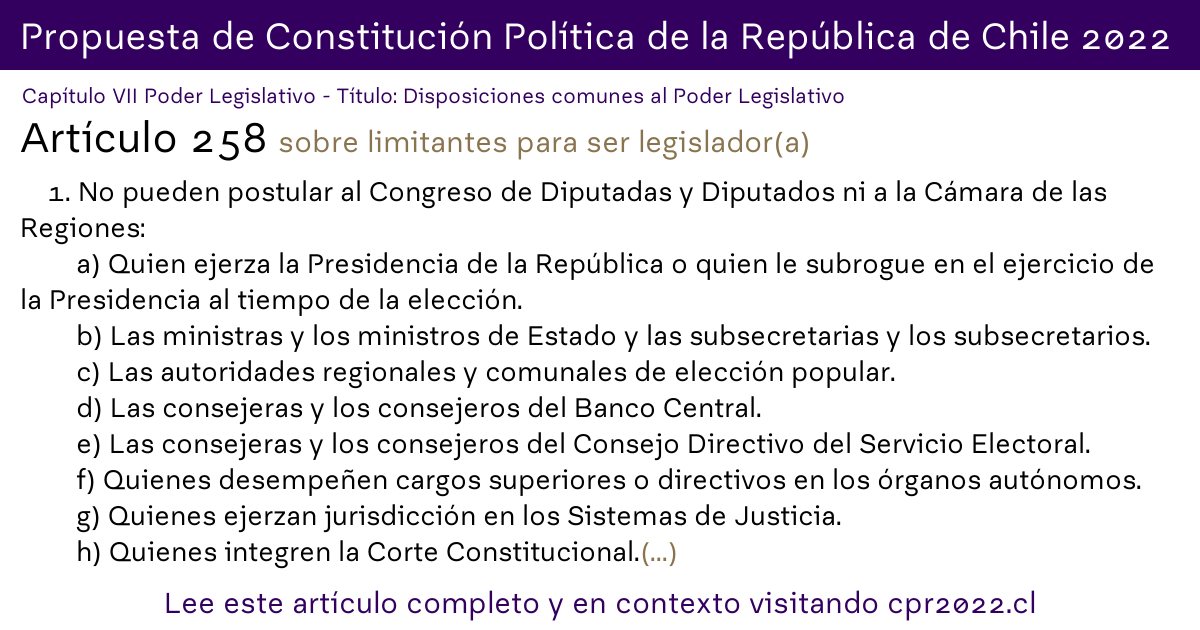 Propuesta de Constitución Política de la República de Chile 2022
Capítulo VII Poder Legislativo - Título: Disposiciones comunes al Poder Legislativo
Artículo 258 sobre limitantes para ser legislador(a)
1. No pueden postular al Congreso de Diputadas y Diputados ni a la Cámara de las
Regiones:
a) Quien ejerza la Presidencia de la República o quien le subrogue en el ejercicio de
la Presidencia al tiempo de la elección.
b) Las ministras y los ministros de Estado y las subsecretarias y los subsecretarios.
c) Las autoridades regionales y comunales de elección popular.
d) Las consejeras y los consejeros del Banco Central.
e) Las consejeras y los consejeros del Consejo Directivo del Servicio Electoral.
f) Quienes desempeñen cargos superiores o directivos en los órganos autónomos.
g) Quienes ejerzan jurisdicción en los Sistemas de Justicia.
h) Quienes integren la Corte Constitucional.(...)
Lee este artículo completo y en contexto visitando cpr2022.cl